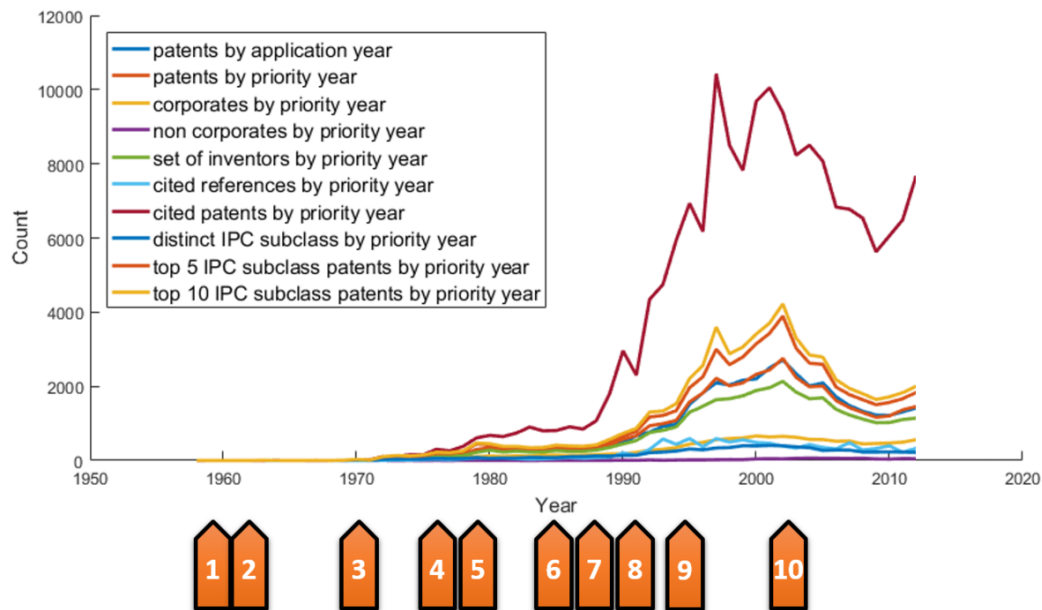 12000
10000
8000
6000
4000
2000
0
Count
patents by application year
patents by priority year
corporates by priority year
non corporates by priority year
set of inventors by priority year
cited references by priority year
cited patents by priority year
distinct IPC subclass by priority year
top 5 IPC subclass patents by priority year
top 10 IPC subclass patents by priority year
1950 1960 1970 1980 1990 2000 2010 2020
Year
1 2 3 4 5 6 7 8 9 10